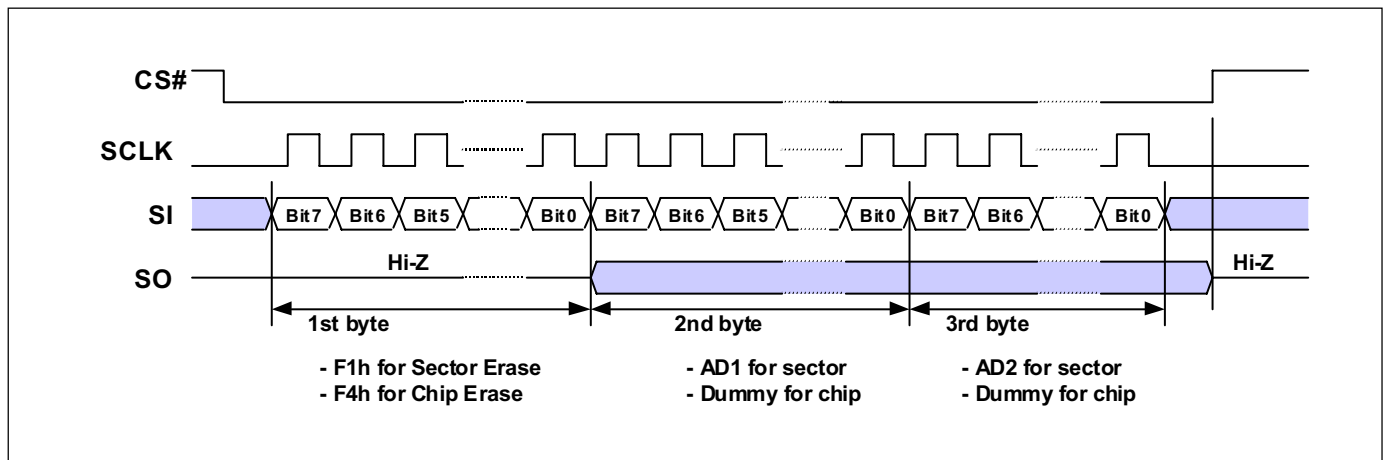 CS#
SCLK
SI Bit7 Bit6 Bit5 Bit0 Bit7 Bit6 Bit5 Bit0 Bit7 Bit6 Bit0
SO Hi-Z Hi-Z
1st byte 2nd byte 3rd byte
- F1h for Sector Erase - AD1 for sector - AD2 for sector
- F4h for Chip Erase - Dummy for chip - Dummy for chip